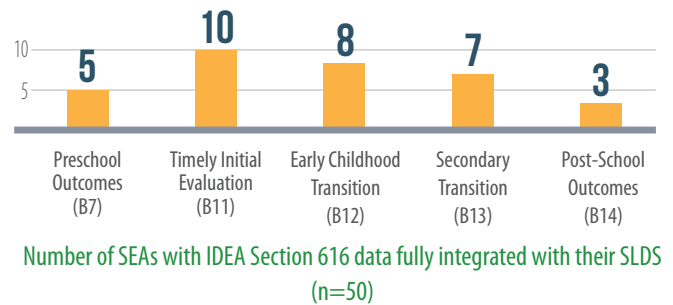 10
5
5
10
8
7
3
Preschool
Outcomes
(B7)
Timely Initial
Evaluation
(B11)
Early Childhood
Transition
(B12)
Secondary
Transition
(B13)
Post-School
Outcomes
(B14)
Number of SEAs with IDEA Section 616 data fully integrated with their SLDS
(n=50)